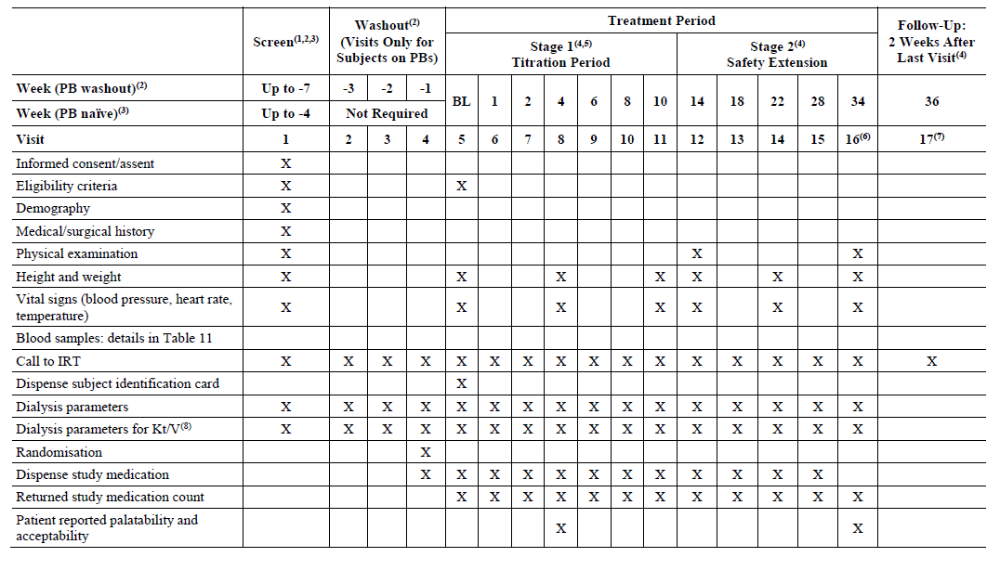 Treatment Period
Screen(1,2,3)
Washout(2)
(Visits Only for
Subjects on PBs)
Stage 1(4,5)
Titration Period
Stage 2(4)
Safety Extension
Follow-Up:
2 Weeks After
Last Visit(4)
Week (PB washout)(2) Up to -7 -3 -2 -1 BL 1 2 4 6 8 10 14 18 22 28 34 36
Week (PB naïve)(3) Up to -4 Not Required
Visit 1 2 3 4 5 6 7 8 9 10 11 12 13 14 15 16(6) 17(7)
Informed consent/assent X
Eligibility criteria X X
Demography X
Medical/surgical history X
Physical examination X X X
Height and weight X X X X X X X
Vital signs (blood pressure, heart rate,
temperature) X X X X X X X
Blood samples: details in Table 11
Call to IRT X X X X X X X X X X X X X X X X X
Dispense subject identification card X
Dialysis parameters X X X X X X X X X X X X X X X X
Dialysis parameters for Kt/V(8) X X X X X X X X X X X X X X X X
Randomisation X
Dispense study medication X X X X X X X X X X X X
Returned study medication count X X X X X X X X X X X X
Patient reported palatability and
acceptability X X